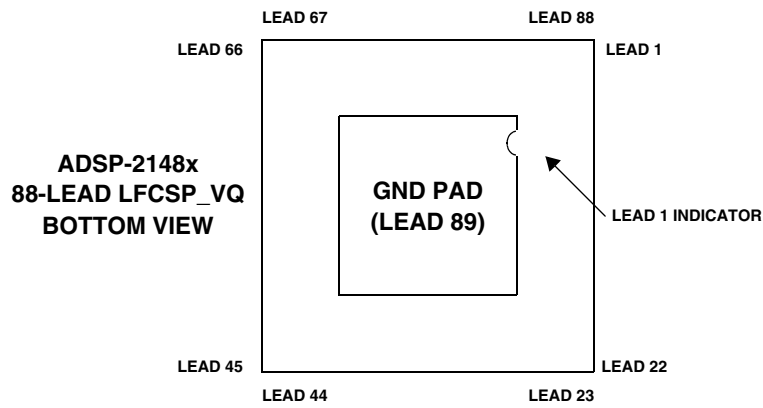 LEAD 67
LEAD 88
LEAD 66
LEAD 1
ADSP-2148x
88-LEAD LFCSP_VQ
BOTTOM VIEW
GND PAD
(LEAD 89)
LEAD 1 INDICATOR
LEAD 45
LEAD 22
LEAD 44
LEAD 23